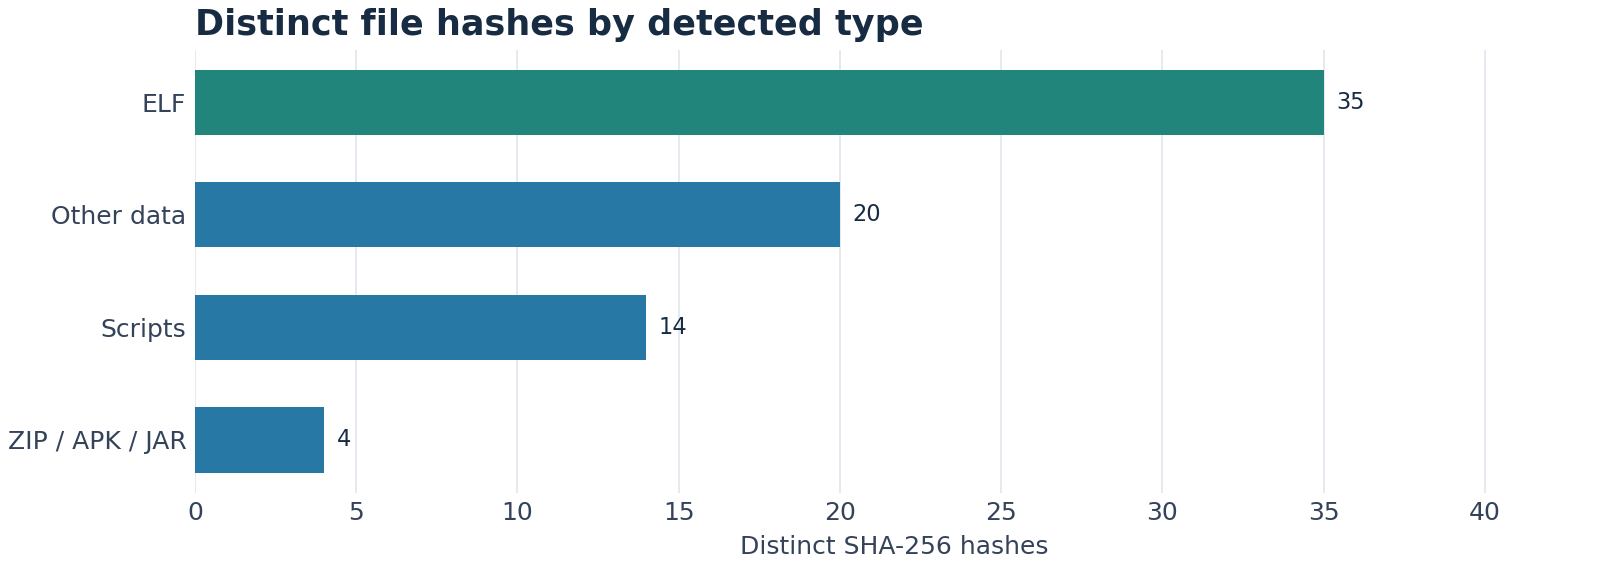 Distinct file hashes by detected type
ELF
35
Other data
20
Scripts
14
ZIP / APK / JAR
4
0 5 10 15 20 25 30 35 40
Distinct SHA-256 hashes